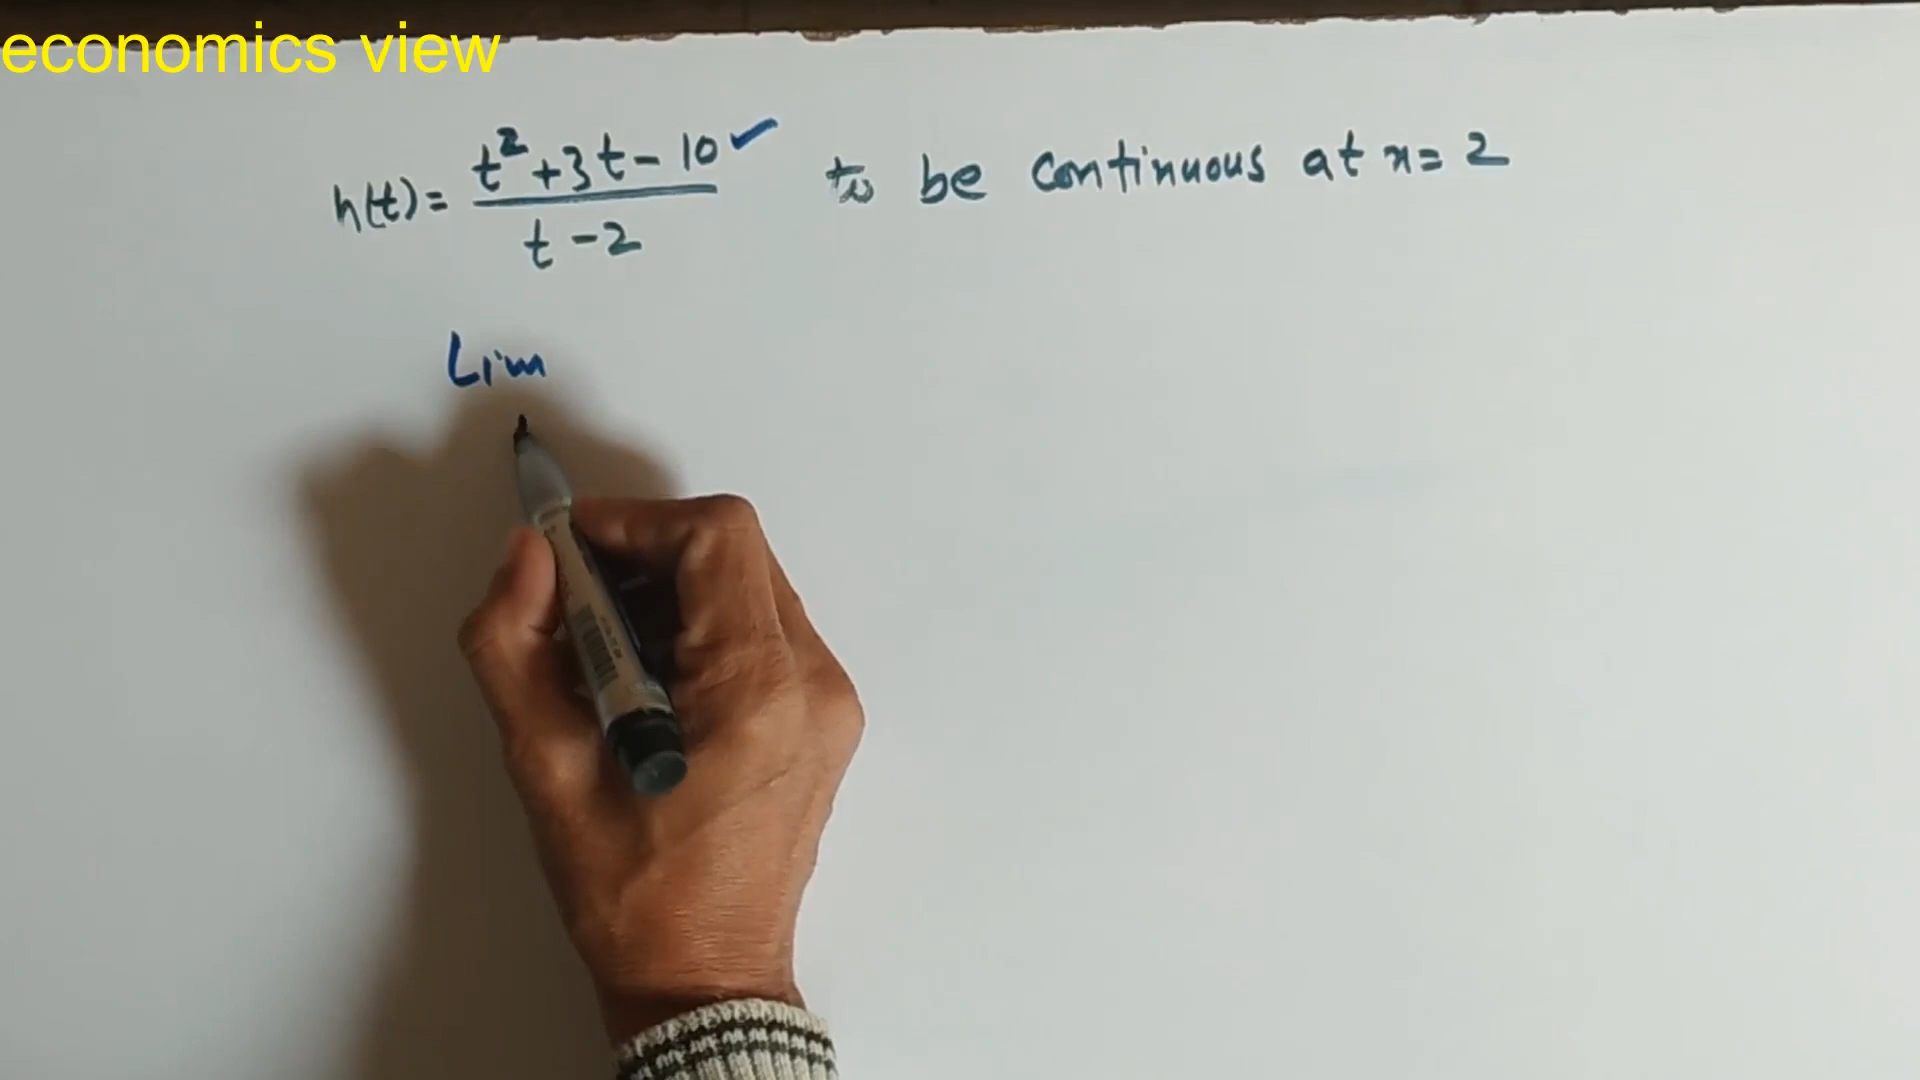 economics view
h(t) = t²+3t-10 ✓ / t-2 to be continuous at x=2
Lim